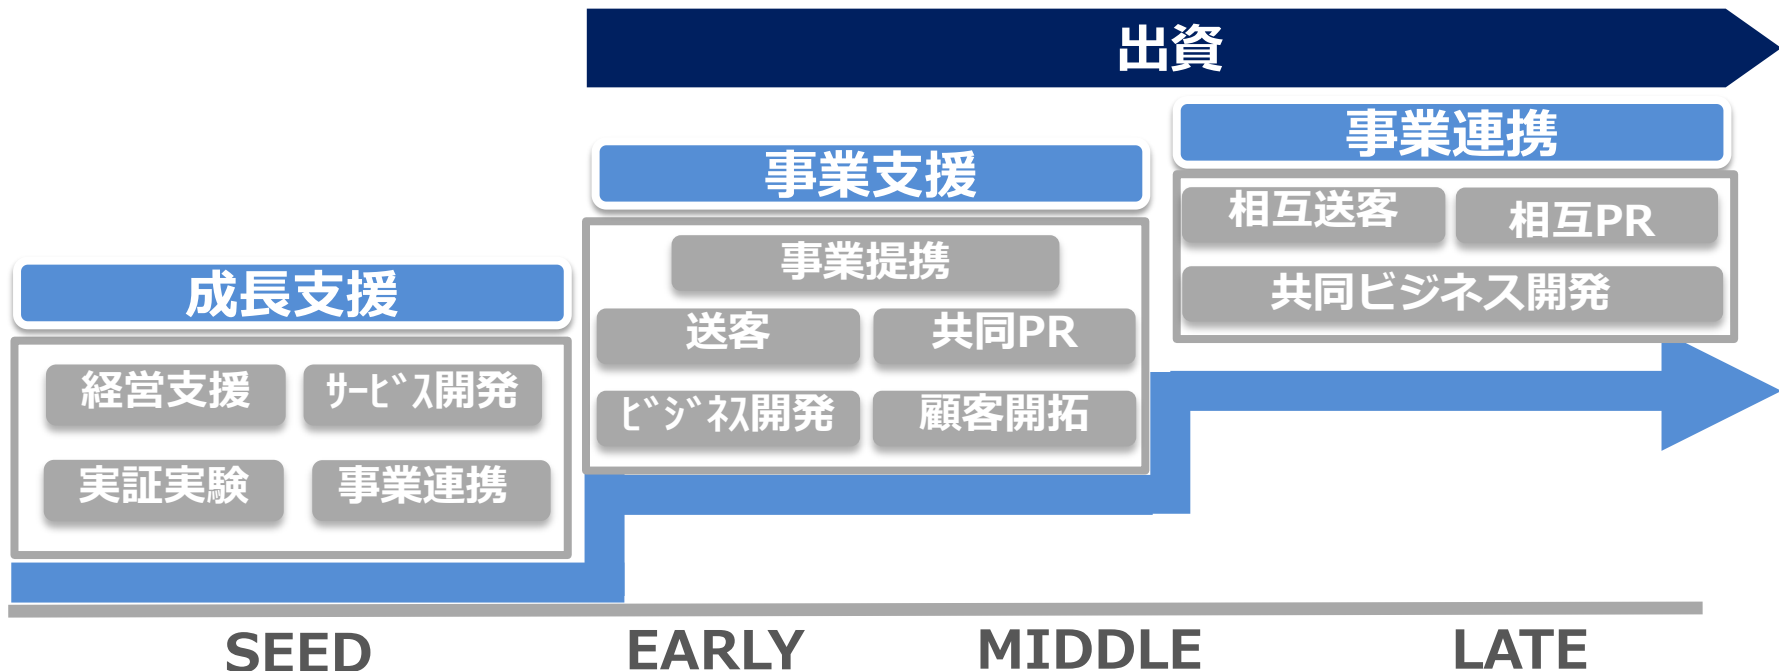 出資
事業連携
相互送客
相互PR
共同ビジネス開発
事業支援
事業提携
送客
共同PR
ﾋﾞｼﾞﾈｽ開発
顧客開拓
成長支援
経営支援
ｻｰﾋﾞｽ開発
実証実験
事業連携
SEED
EARLY
MIDDLE
LATE